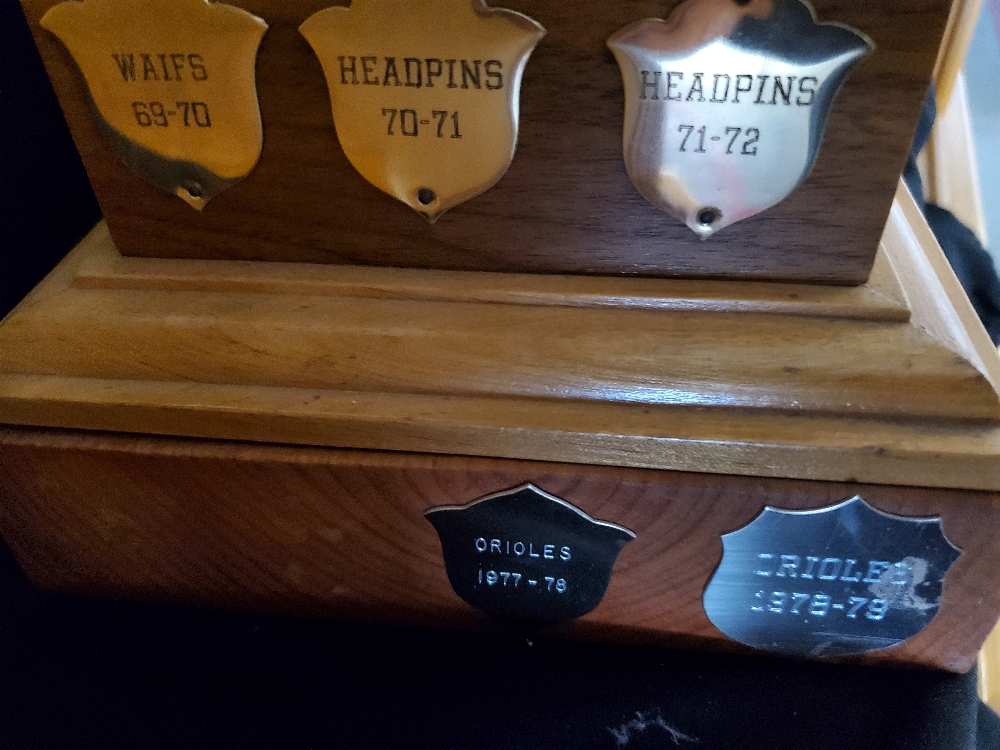 WAIFS
69-70
HEADPINS
70-71
HEADPINS
71-72
ORIOLES
1977-78
ORIOLES
1978-79